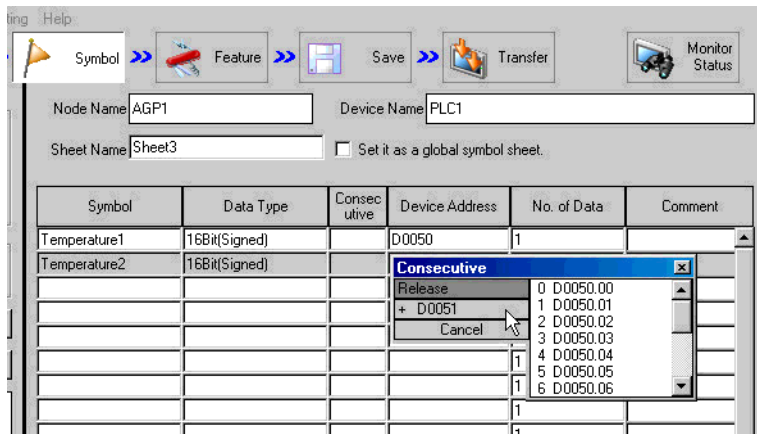 ting Help
Symbol Feature Save Transfer Monitor Status
Node Name AGP1 Device Name PLC1
Sheet Name Sheet3 Set it as a global symbol sheet.
Symbol Data Type Consecutive Device Address No. of Data Comment
Temperature1 16Bit(Signed) D0050 1
Temperature2 16Bit(Signed)
Consecutive
Release
+ D0051
Cancel
0 D0050.00
1 D0050.01
2 D0050.02
3 D0050.03
4 D0050.04
5 D0050.05
6 D0050.06
1
1
1
1